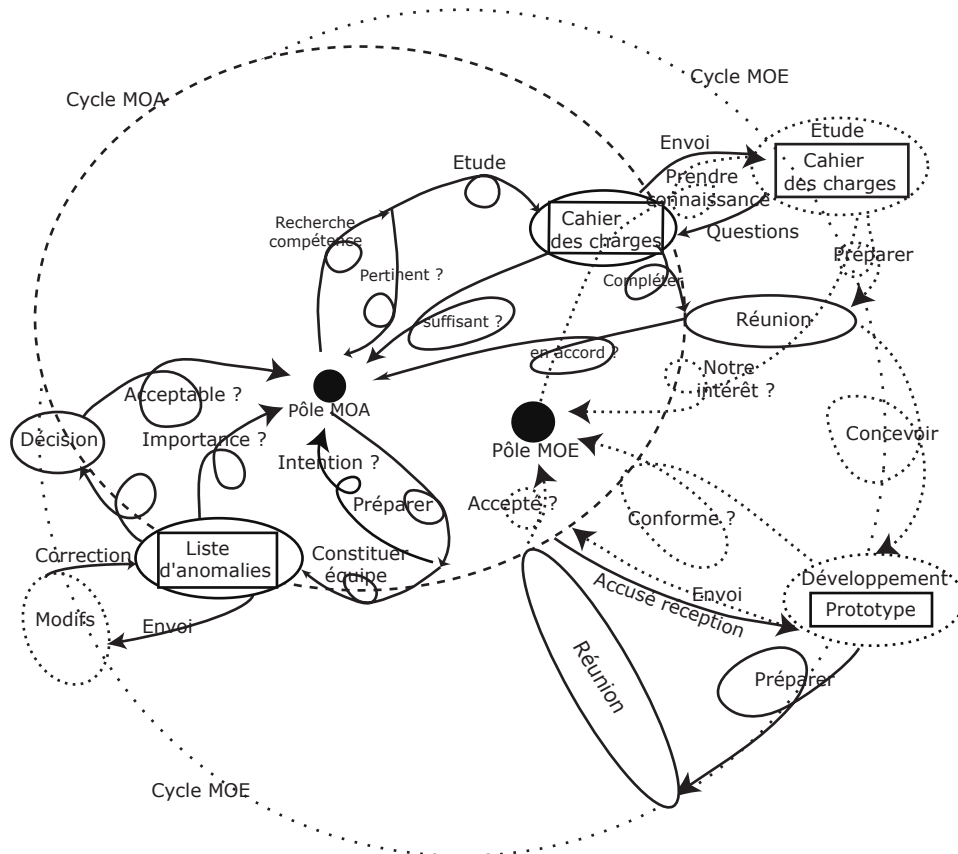 Cycle MOE
Cycle MOA
Etude
Envoi
Etude
Cahier
des charges
Prendre
connaissance
Recherche
compétence
Cahier
des charges
Questions
Pertinent ?
Compléter
Préparer
suffisant ?
Réunion
en accord ?
Notre
intérêt ?
Acceptable ?
Pôle MOA
Décision
Importance ?
Concevoir
Pôle MOE
Intention ?
Préparer
Accepté ?
Conforme ?
Correction
Liste
d'anomalies
Constituer
équipe
Développement
Envoi
Accusé réception
Prototype
Modifs
Envoi
Réunion
Préparer
Cycle MOE